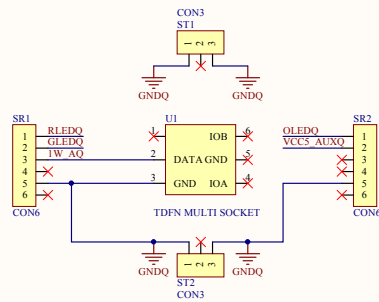 CON3
ST1
1 2 3
GNDQ GNDQ
SR1 U1 SR2
1 RLEDQ 1 IOB 6 OLEDQ 1
2 GLEDQ VCC5_AUXQ 2
3 1W_AQ 2 DATA GND 5 3
4 4
5 3 GND IOA 4 5
6 6
CON6 TDFN MULTI SOCKET CON6
GNDQ 1 2 3 GNDQ
ST2
CON3